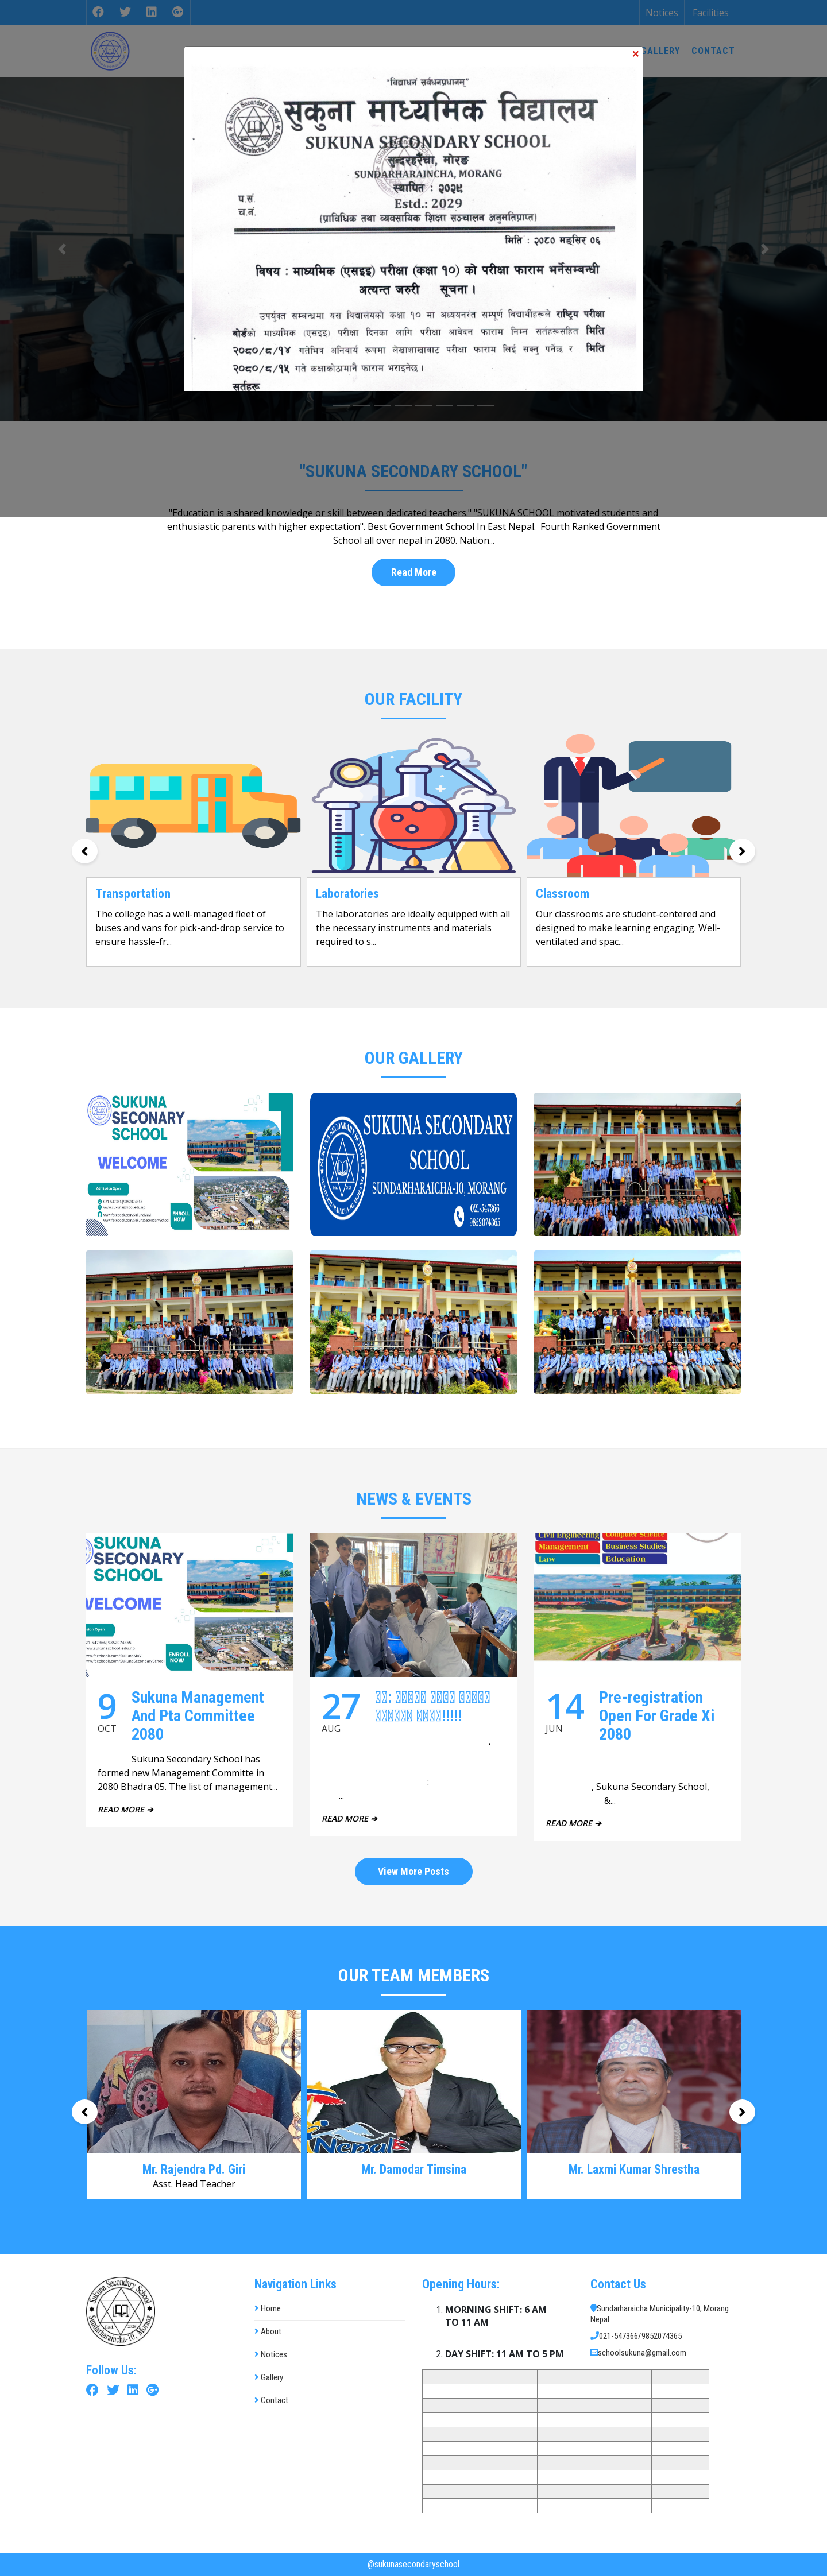 Notices Facilities
GALLERY CONTACT
×
"विद्याधनं सर्वधनप्रधानम्"
सुकुना माध्यमिक विद्यालय
SUKUNA SECONDARY SCHOOL
सुन्दरहरैंचा, मोरङ
SUNDARHARAINCHA, MORANG
स्थापित : २०२९
Estd.: 2029
(प्राविधिक तथा व्यवसायिक शिक्षा सञ्चालन अनुमतिप्राप्त)
प.सं.
च.नं.
मिति : २०८० मङ्सिर ०६
विषय : माध्यमिक (एसइइ) परीक्षा (कक्षा १०) को परीक्षा फाराम भर्नेसम्बन्धी
अत्यन्त जरुरी सूचना।
उपर्युक्त सम्बन्धमा यस विद्यालयको कक्षा १० मा अध्ययनरत सम्पूर्ण विद्यार्थीहरूले राष्ट्रिय परीक्षा
बोर्डको माध्यमिक (एसइइ) परीक्षा दिनका लागि परीक्षा आवेदन फाराम निम्न सर्तहरूसहित मिति
२०८०/८/१४ गतेभित्र अनिवार्य रूपमा लेखाशाखाबाट परीक्षा फाराम लिई सक्नु पर्नेछ र मिति
२०८०/८/१५ गते कक्षाकोठामानै फाराम भराइनेछ।
सर्तहरू
"SUKUNA SECONDARY SCHOOL"
"Education is a shared knowledge or skill between dedicated teachers." "SUKUNA SCHOOL motivated students and
enthusiastic parents with higher expectation". Best Government School In East Nepal. Fourth Ranked Government
School all over nepal in 2080. Nation...
Read More
OUR FACILITY
Transportation
The college has a well-managed fleet of
buses and vans for pick-and-drop service to
ensure hassle-fr...
Laboratories
The laboratories are ideally equipped with all
the necessary instruments and materials
required to s...
Classroom
Our classrooms are student-centered and
designed to make learning engaging. Well-
ventilated and spac...
OUR GALLERY
SUKUNA
SECONARY
SCHOOL
WELCOME
Admission Open
ENROLL
NOW
SUKUNA SECONDARY
SCHOOL
SUNDARHARAICHA-10, MORANG
021-547366
9852074365
NEWS & EVENTS
SUKUNA
SECONARY
SCHOOL
WELCOME
ENROLL
NOW
9
OCT
Sukuna Management
And Pta Committee
2080
Sukuna Secondary School has
formed new Management Committe in
2080 Bhadra 05. The list of management...
READ MORE ➔
27
AUG
,
:
...
READ MORE ➔
Civil Engineering Computer Science
Management Business Studies
Law Education
14
JUN
Pre-registration
Open For Grade Xi
2080
, Sukuna Secondary School,
&...
READ MORE ➔
View More Posts
OUR TEAM MEMBERS
Mr. Rajendra Pd. Giri
Asst. Head Teacher
Nepal
Mr. Damodar Timsina
Mr. Laxmi Kumar Shrestha
Sukuna Secondary School
Sundarharaincha-10, Morang
Follow Us:
Navigation Links
Home
About
Notices
Gallery
Contact
Opening Hours:
1. MORNING SHIFT: 6 AM
TO 11 AM
2. DAY SHIFT: 11 AM TO 5 PM
Contact Us
Sundarharaicha Municipality-10, Morang
Nepal
021-547366/9852074365
schoolsukuna@gmail.com
@sukunasecondaryschool